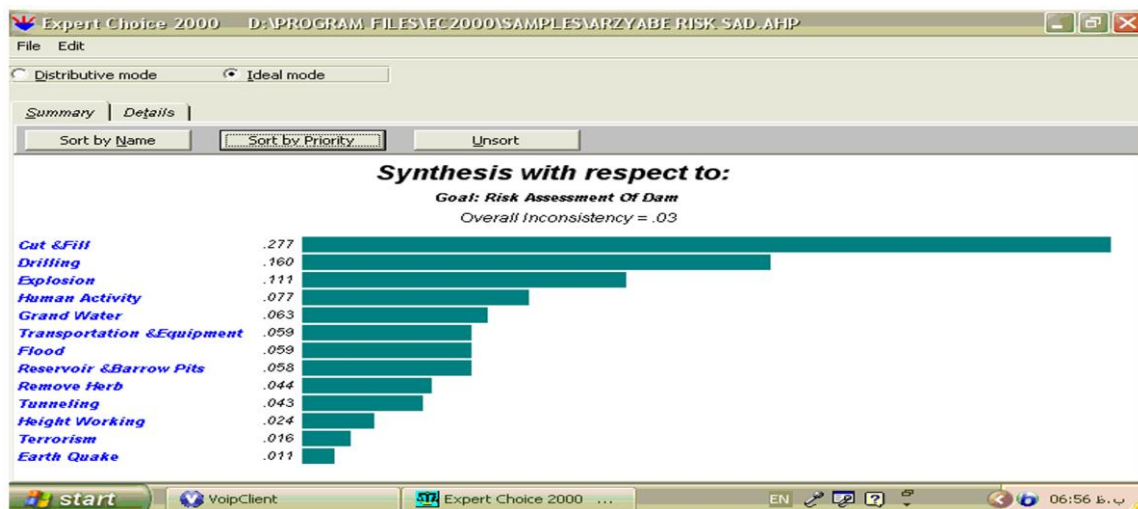 Expert Choice 2000 D:\PROGRAM FILES\EC2000\SAMPLES\ARZYABE RISK SAD.AHP
File Edit
Distributive mode Ideal mode
Summary Details
Sort by Name Sort by Priority Unsort
Synthesis with respect to:
Goal: Risk Assessment Of Dam
Overall Inconsistency = .03
Cut &Fill .277
Drilling .160
Explosion .111
Human Activity .077
Grand Water .063
Transportation &Equipment .059
Flood .059
Reservoir &Barrow Pits .058
Remove Herb .044
Tunneling .043
Height Working .024
Terrorism .016
Earth Quake .011
start VoipClient Expert Choice 2000 ... EN 06:56 ب.ظ